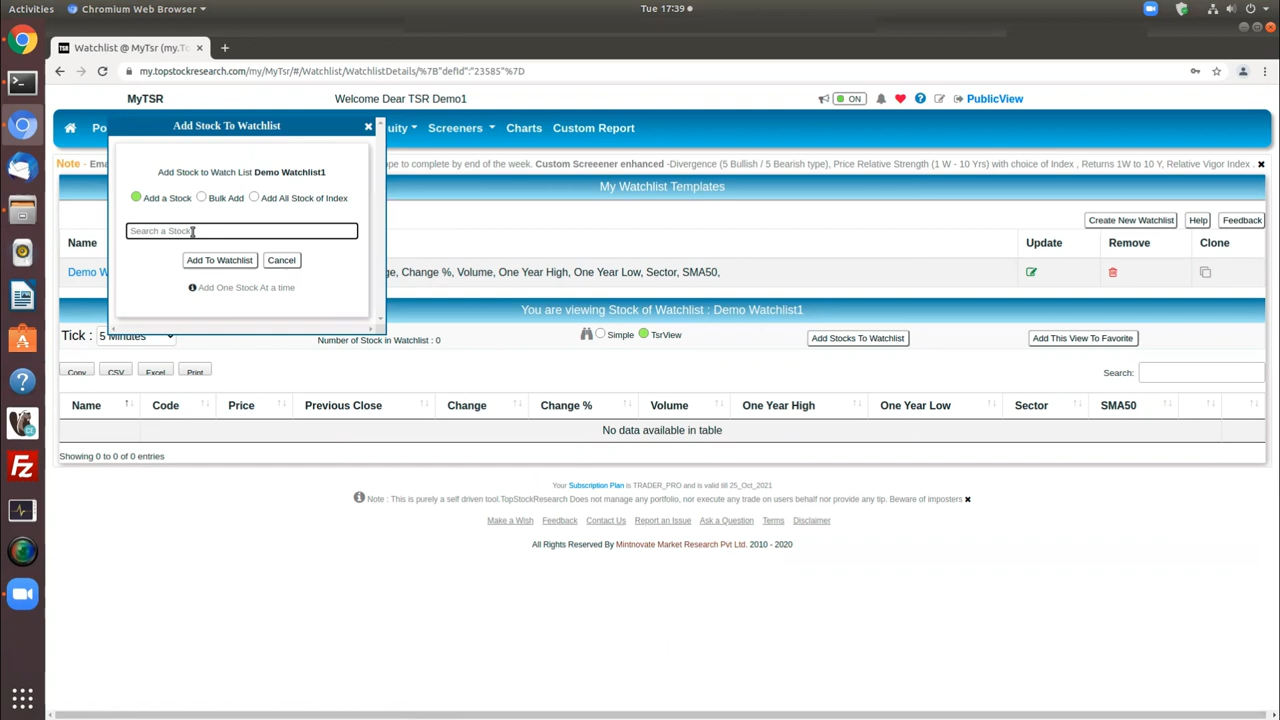 Activities Chromium Web Browser Tue 17:39
TSR Watchlist @ MyTsr (my.To
my.topstockresearch.com/my/MyTsr/#/Watchlist/WatchlistDetails/%7B"defId":"23585"%7D
MyTSR Welcome Dear TSR Demo1 ON PublicView
Po uity Screeners Charts Custom Report
Add Stock To Watchlist
Note - Ema ope to complete by end of the week. Custom Screeener enhanced -Divergence (5 Bullish / 5 Bearish type), Price Relative Strength (1 W - 10 Yrs) with choice of Index , Returns 1W to 10 Y, Relative Vigor Index .
My Watchlist Templates
Add Stock to Watch List Demo Watchlist1
Add a Stock Bulk Add Add All Stock of Index
Search a Stock
Add To Watchlist Cancel
Add One Stock At a time
Create New Watchlist Help Feedback
Name Update Remove Clone
Demo W ge, Change %, Volume, One Year High, One Year Low, Sector, SMA50,
You are viewing Stock of Watchlist : Demo Watchlist1
Tick : 5 Minutes Number of Stock in Watchlist : 0 Simple TsrView Add Stocks To Watchlist Add This View To Favorite
Copy CSV Excel Print Search:
Name Code Price Previous Close Change Change % Volume One Year High One Year Low Sector SMA50
No data available in table
Showing 0 to 0 of 0 entries
Your Subscription Plan is TRADER_PRO and is valid till 25_Oct_2021
Note : This is purely a self driven tool.TopStockResearch Does not manage any portfolio, nor execute any trade on users behalf nor provide any tip. Beware of imposters
Make a Wish Feedback Contact Us Report an Issue Ask a Question Terms Disclaimer
All Rights Reserved By Mintnovate Market Research Pvt Ltd. 2010 - 2020